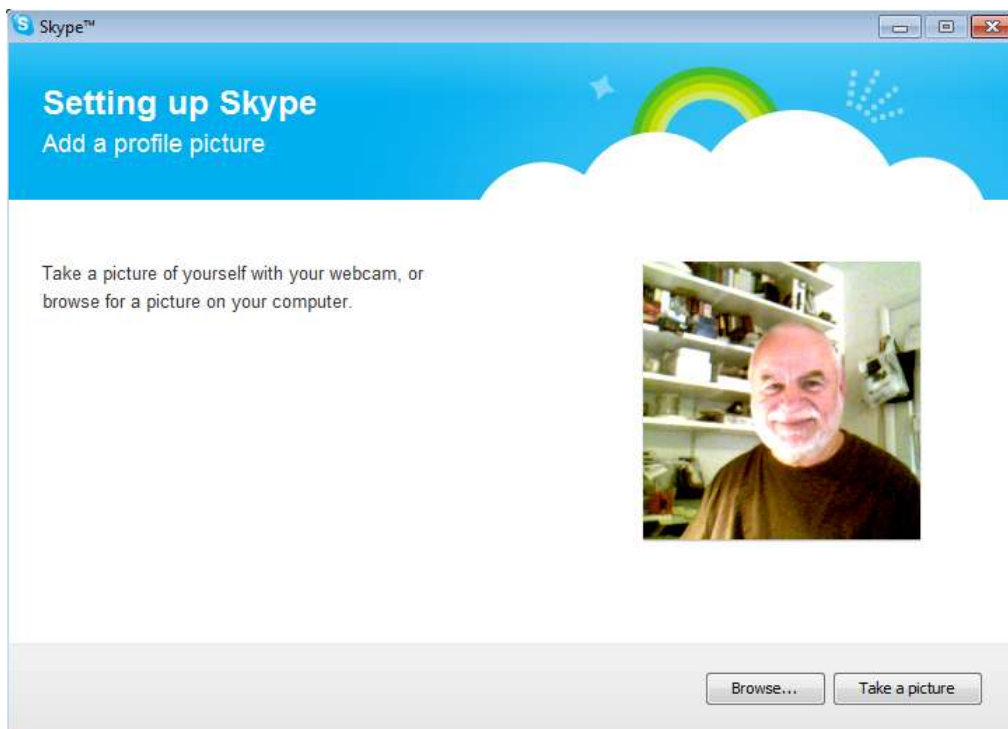 Skype™
Setting up Skype
Add a profile picture
Take a picture of yourself with your webcam, or
browse for a picture on your computer.
Browse...
Take a picture